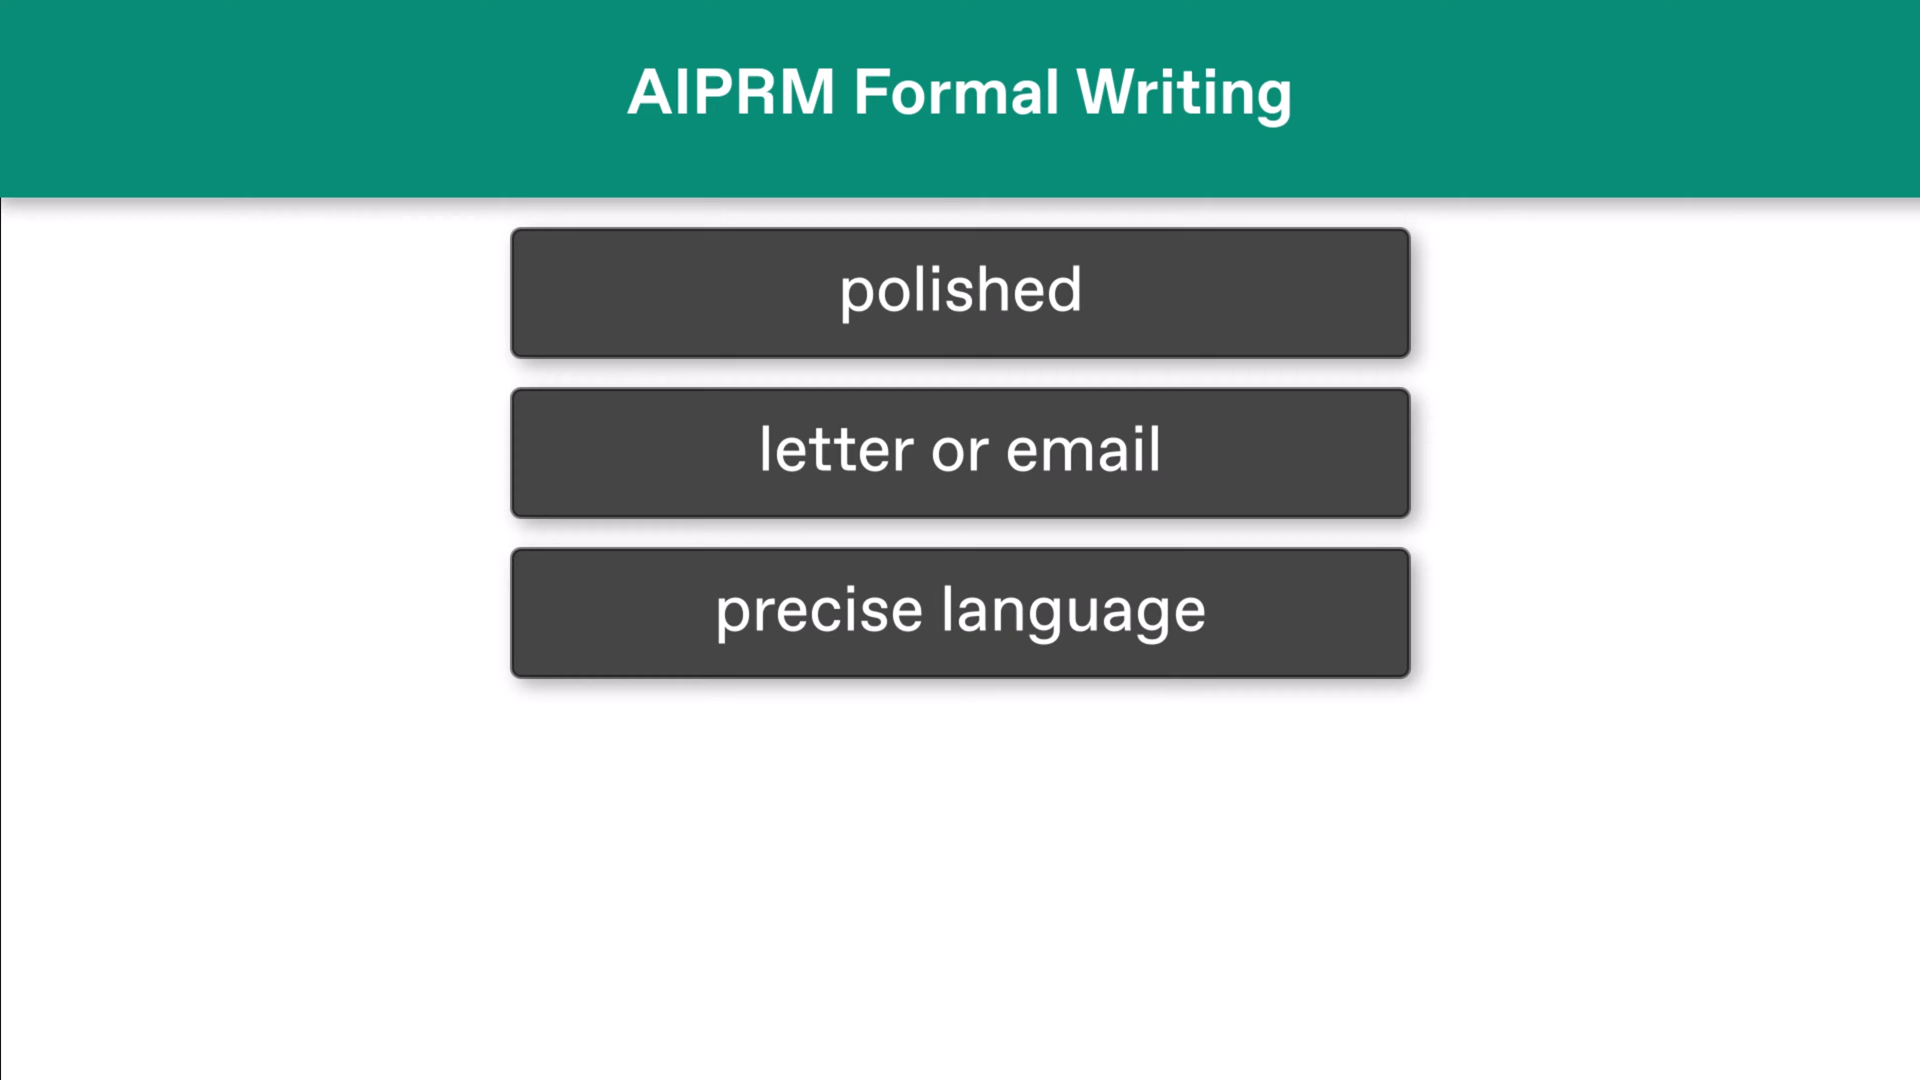 AIPRM Formal Writing
polished
letter or email
precise language